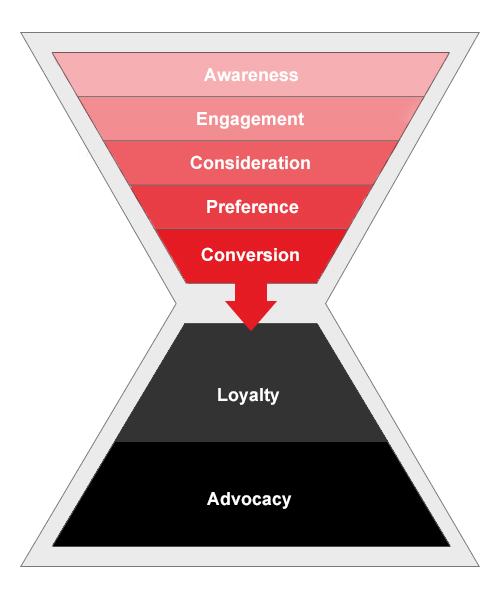 Awareness
Engagement
Consideration
Preference
Conversion
Loyalty
Advocacy